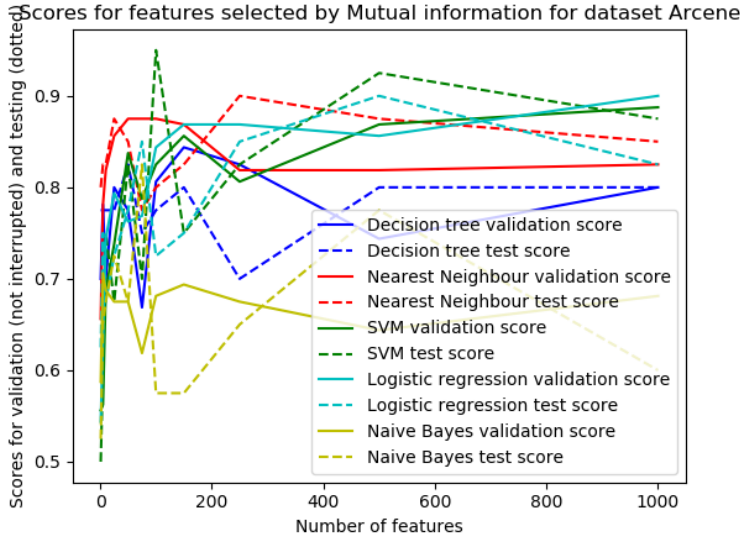 Scores for features selected by Mutual information for dataset Arcene
Scores for validation (not interrupted) and testing (dotted)
0.9
0.8
0.7
0.6
0.5
Decision tree validation score
Decision tree test score
Nearest Neighbour validation score
Nearest Neighbour test score
SVM validation score
SVM test score
Logistic regression validation score
Logistic regression test score
Naive Bayes validation score
Naive Bayes test score
0
200
400
600
800
1000
Number of features